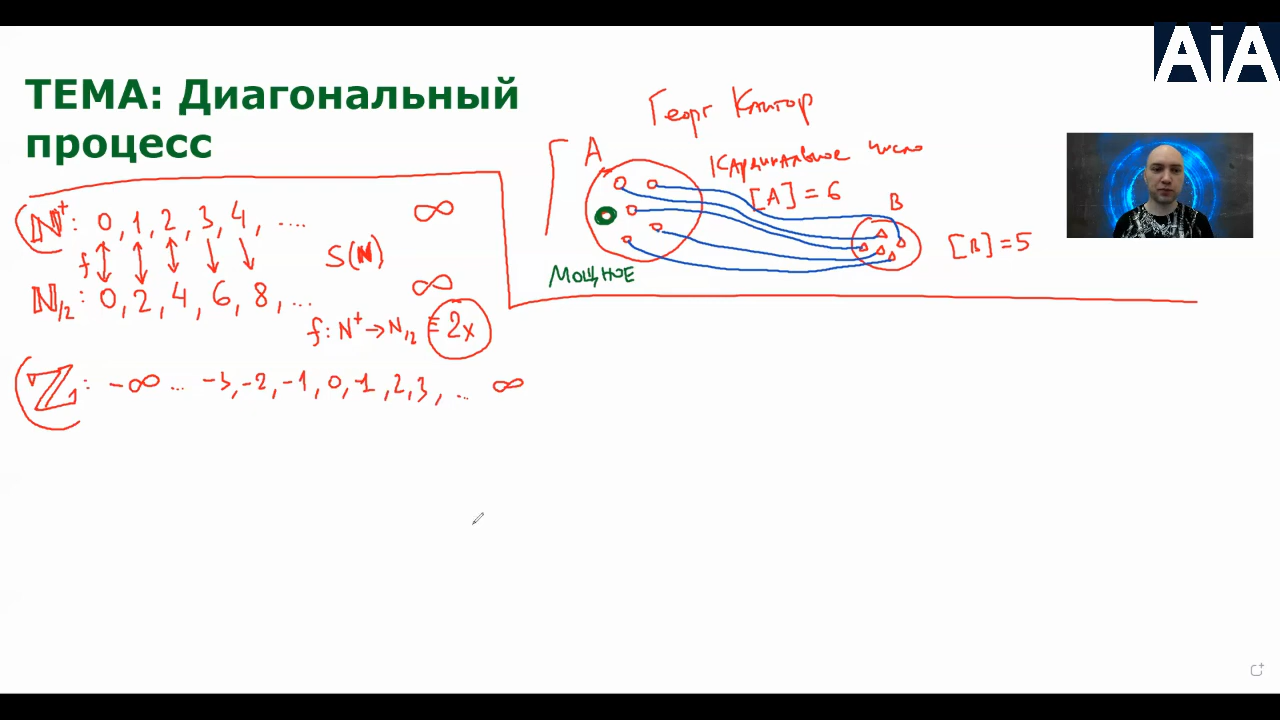 AiA
ТЕМА: Диагональный
процесс
Георг Кантор
A
Кардинальное число
[A] = 6
B
[B] = 5
МОЩНОЕ
N⁺: 0, 1, 2, 3, 4, .... ∞
f
S(N)
N/2: 0, 2, 4, 6, 8, ... ∞
f: N⁺ → N/2 ≡ 2x
Z: -∞ ... -3, -2, -1, 0, 1, 2, 3, ... ∞